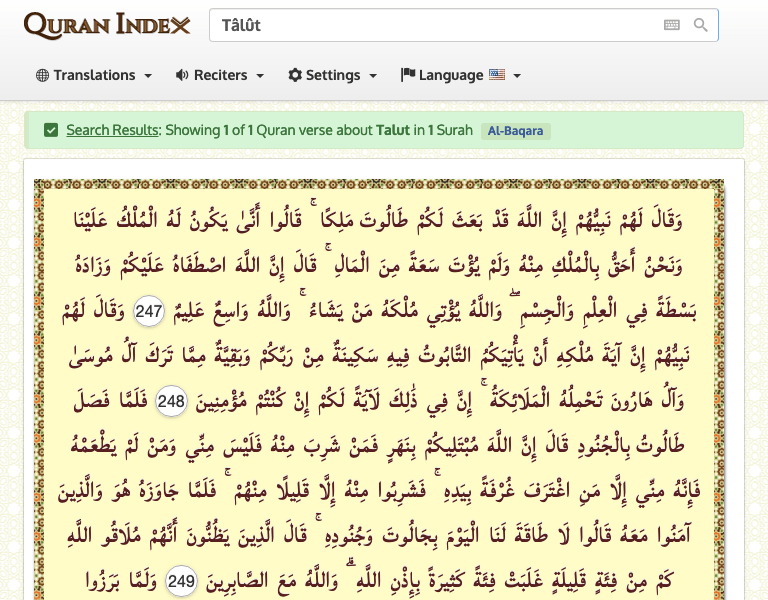 QURAN INDEX
Tâlût
Translations
Reciters
Settings
Language
Search Results: Showing 1 of 1 Quran verse about Talut in 1 Surah Al-Baqara
وَقَالَ لَهُمْ نَبِيُّهُمْ إِنَّ اللَّهَ قَدْ بَعَثَ لَكُمْ طَالُوتَ مَلِكًا ۚ قَالُوا أَنَّىٰ يَكُونُ لَهُ الْمُلْكُ عَلَيْنَا
وَنَحْنُ أَحَقُّ بِالْمُلْكِ مِنْهُ وَلَمْ يُؤْتَ سَعَةً مِنَ الْمَالِ ۚ قَالَ إِنَّ اللَّهَ اصْطَفَاهُ عَلَيْكُمْ وَزَادَهُ
بَسْطَةً فِي الْعِلْمِ وَالْجِسْمِ ۖ وَاللَّهُ يُؤْتِي مُلْكَهُ مَنْ يَشَاءُ ۚ وَاللَّهُ وَاسِعٌ عَلِيمٌ 247 وَقَالَ لَهُمْ
نَبِيُّهُمْ إِنَّ آيَةَ مُلْكِهِ أَنْ يَأْتِيَكُمُ التَّابُوتُ فِيهِ سَكِينَةٌ مِنْ رَبِّكُمْ وَبَقِيَّةٌ مِمَّا تَرَكَ آلُ مُوسَىٰ
وَآلُ هَارُونَ تَحْمِلُهُ الْمَلَائِكَةُ ۚ إِنَّ فِي ذَٰلِكَ لَآيَةً لَكُمْ إِنْ كُنْتُمْ مُؤْمِنِينَ 248 فَلَمَّا فَصَلَ
طَالُوتُ بِالْجُنُودِ قَالَ إِنَّ اللَّهَ مُبْتَلِيكُمْ بِنَهَرٍ فَمَنْ شَرِبَ مِنْهُ فَلَيْسَ مِنِّي وَمَنْ لَمْ يَطْعَمْهُ
فَإِنَّهُ مِنِّي إِلَّا مَنِ اغْتَرَفَ غُرْفَةً بِيَدِهِ ۚ فَشَرِبُوا مِنْهُ إِلَّا قَلِيلًا مِنْهُمْ ۚ فَلَمَّا جَاوَزَهُ هُوَ وَالَّذِينَ
آمَنُوا مَعَهُ قَالُوا لَا طَاقَةَ لَنَا الْيَوْمَ بِجَالُوتَ وَجُنُودِهِ ۚ قَالَ الَّذِينَ يَظُنُّونَ أَنَّهُمْ مُلَاقُو اللَّهِ
كَمْ مِنْ فِئَةٍ قَلِيلَةٍ غَلَبَتْ فِئَةً كَثِيرَةً بِإِذْنِ اللَّهِ ۗ وَاللَّهُ مَعَ الصَّابِرِينَ 249 وَلَمَّا بَرَزُوا